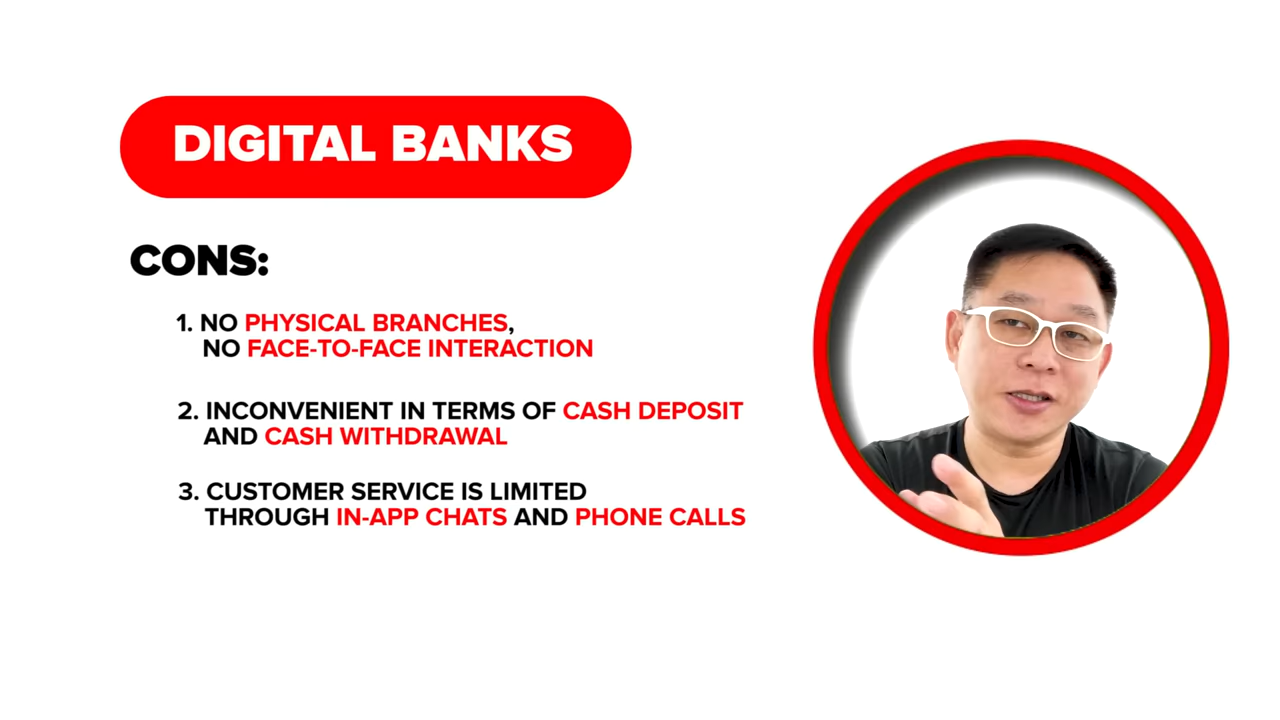 DIGITAL BANKS
CONS:
1. NO PHYSICAL BRANCHES,
NO FACE-TO-FACE INTERACTION
2. INCONVENIENT IN TERMS OF CASH DEPOSIT
AND CASH WITHDRAWAL
3. CUSTOMER SERVICE IS LIMITED
THROUGH IN-APP CHATS AND PHONE CALLS